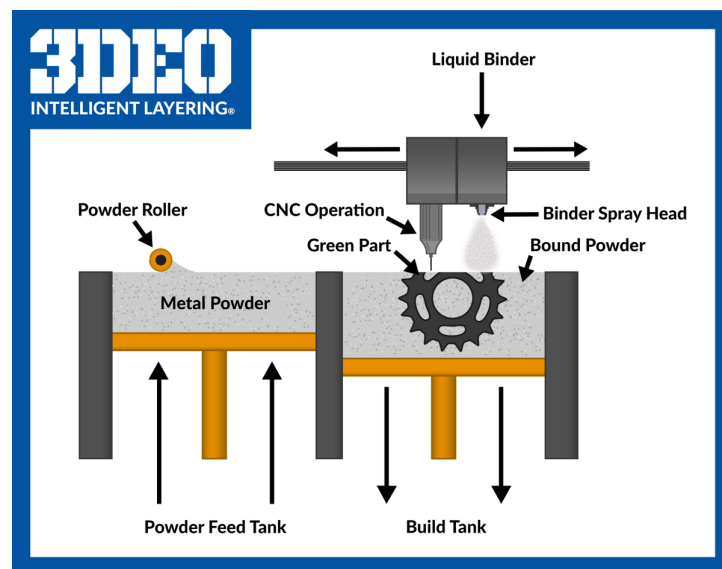 3DEO
INTELLIGENT LAYERING®
Liquid Binder
Powder Roller
CNC Operation
Binder Spray Head
Green Part
Bound Powder
Metal Powder
Powder Feed Tank
Build Tank